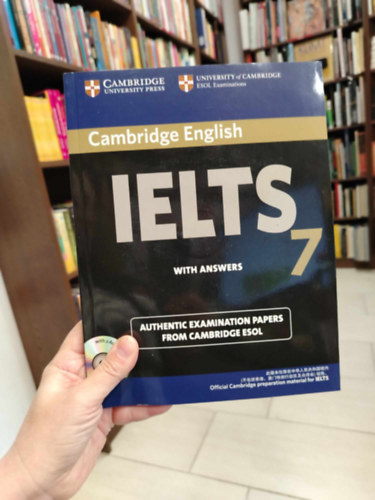 CAMBRIDGE
UNIVERSITY PRESS
UNIVERSITY OF CAMBRIDGE
ESOL Examinations
Cambridge English
IELTS
7
WITH ANSWERS
AUTHENTIC EXAMINATION PAPERS
FROM CAMBRIDGE ESOL
Official Cambridge preparation material for IELTS